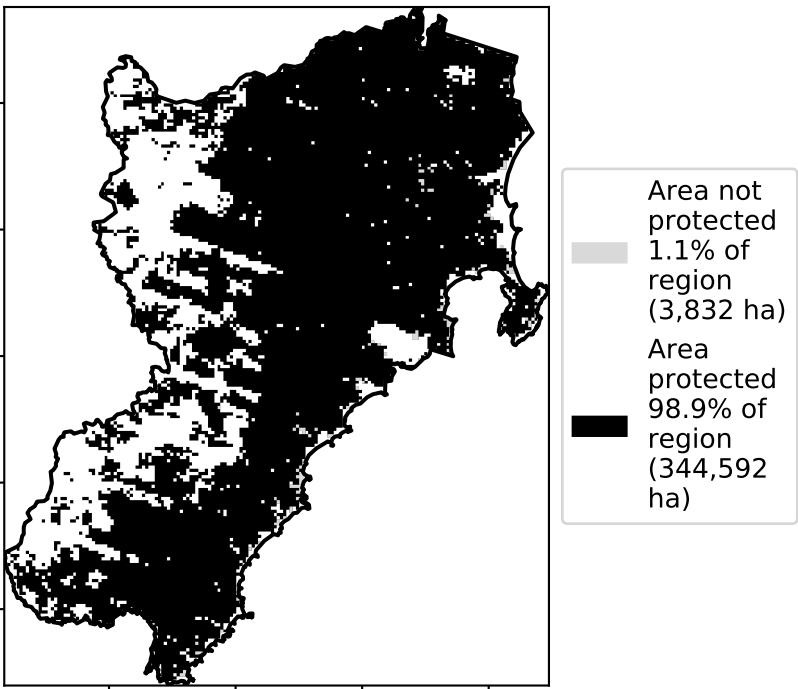 Area not
protected
1.1% of
region
(3,832 ha)
Area
protected
98.9% of
region
(344,592
ha)